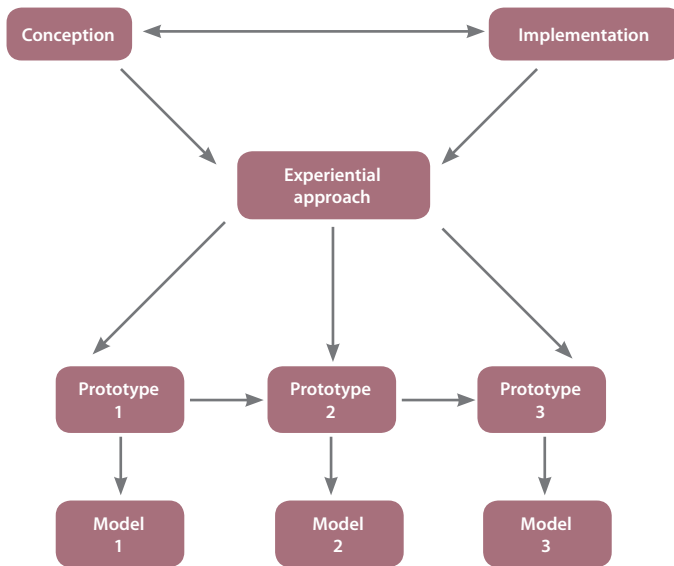 Conception
Implementation
Experiential
approach
Prototype
1
Prototype
2
Prototype
3
Model
1
Model
2
Model
3